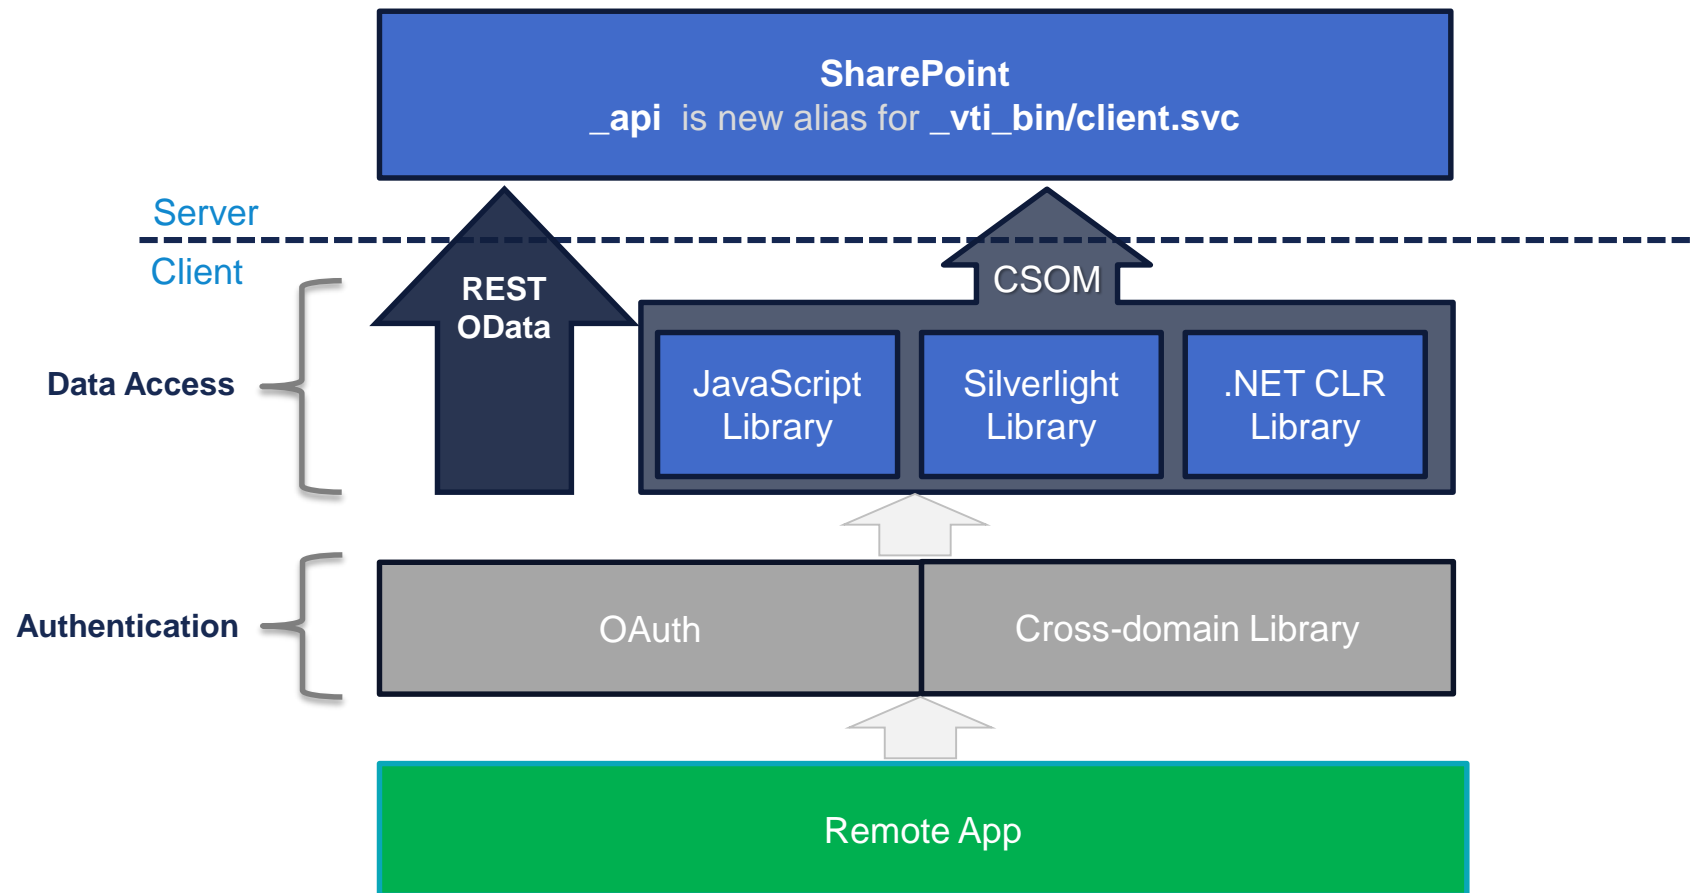 SharePoint
_api is new alias for _vti_bin/client.svc
Server
Client
REST
OData
CSOM
Data Access
JavaScript
Library
Silverlight
Library
.NET CLR
Library
Authentication
OAuth
Cross-domain Library
Remote App